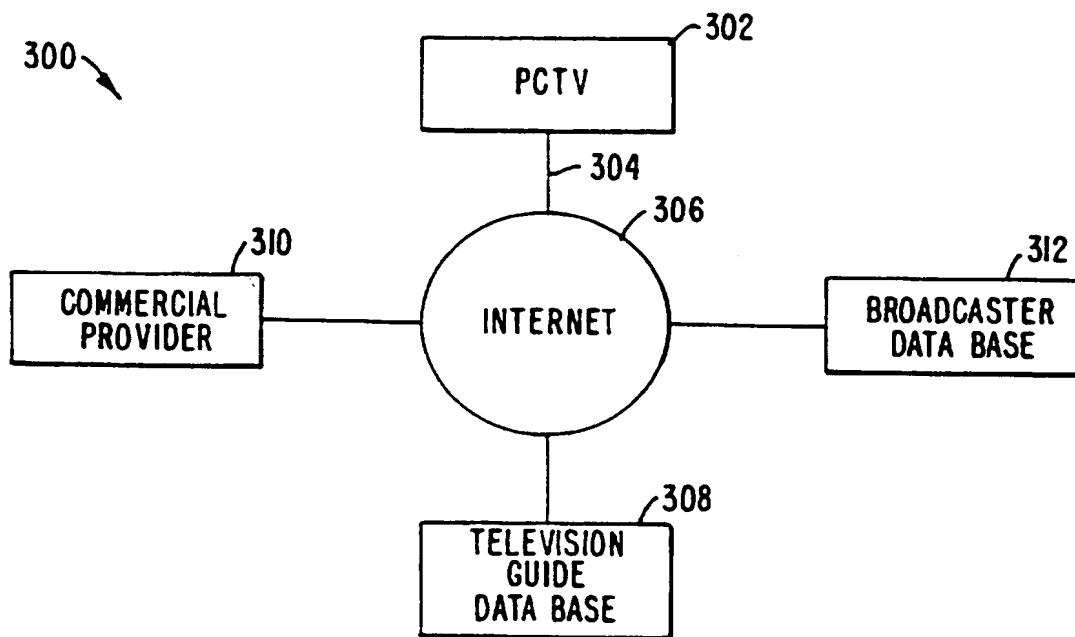 300
302
PCTV
304
306
310
COMMERCIAL
PROVIDER
INTERNET
312
BROADCASTER
DATA BASE
308
TELEVISION
GUIDE
DATA BASE